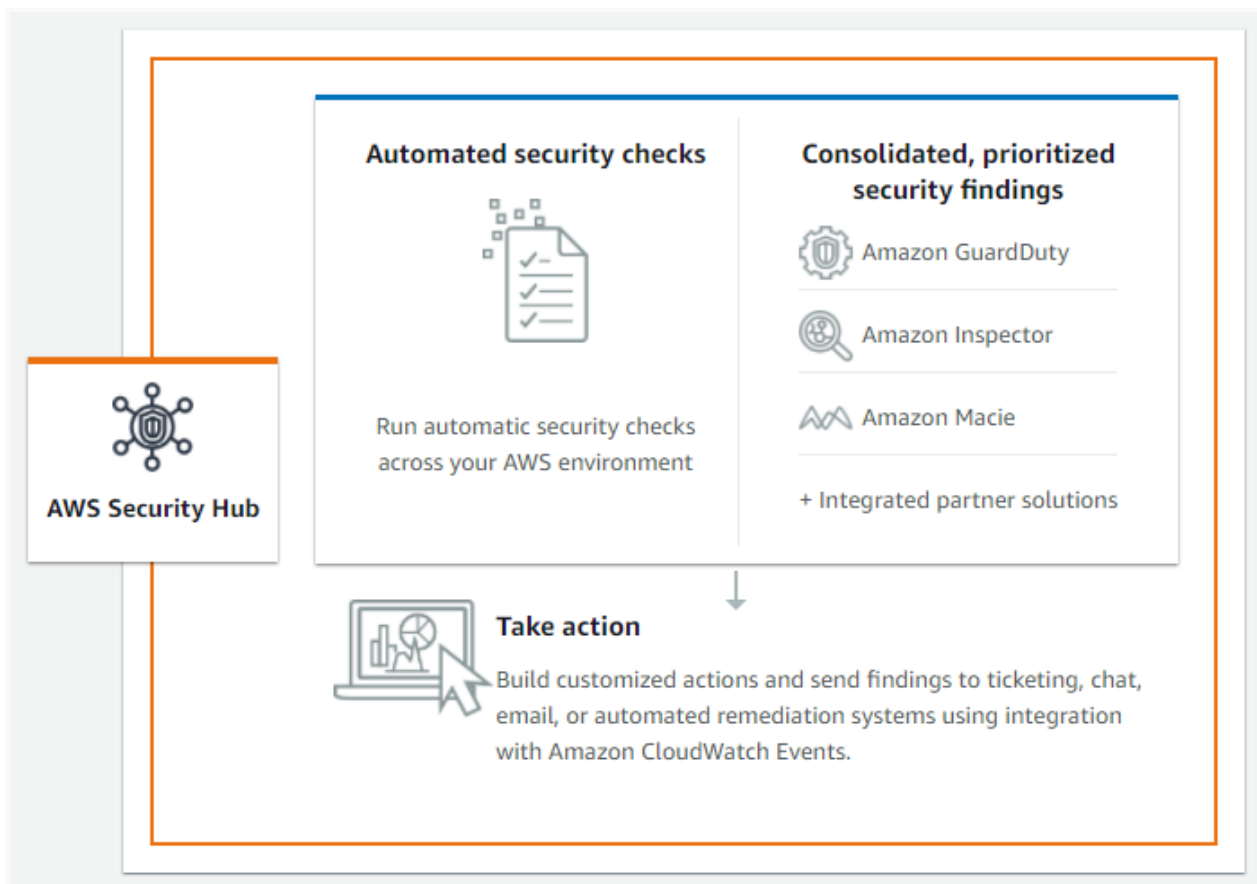 AWS Security Hub
Automated security checks
Run automatic security checks
across your AWS environment
Consolidated, prioritized
security findings
Amazon GuardDuty
Amazon Inspector
Amazon Macie
+ Integrated partner solutions
Take action
Build customized actions and send findings to ticketing, chat,
email, or automated remediation systems using integration
with Amazon CloudWatch Events.